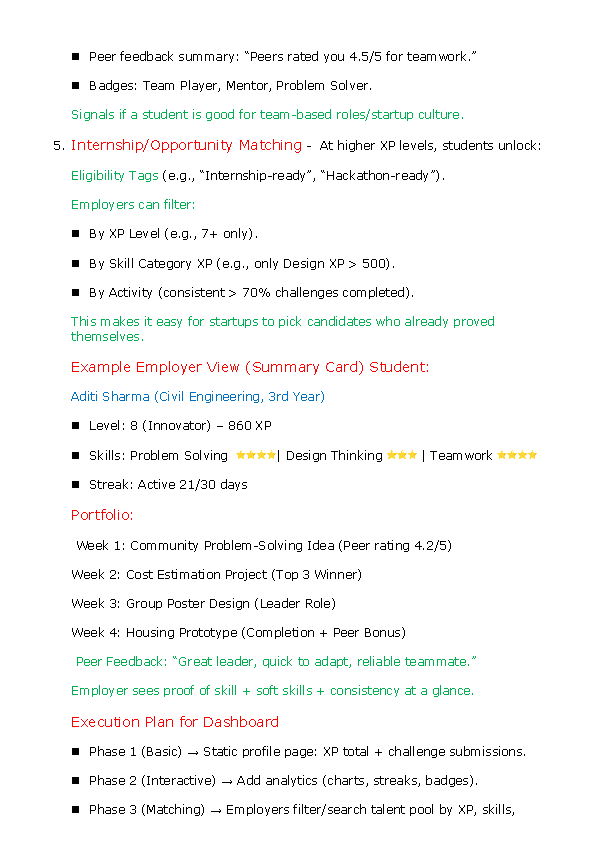 ■ Peer feedback summary: “Peers rated you 4.5/5 for teamwork.”
■ Badges: Team Player, Mentor, Problem Solver.
Signals if a student is good for team-based roles/startup culture.
5. Internship/Opportunity Matching - At higher XP levels, students unlock:
Eligibility Tags (e.g., “Internship-ready”, “Hackathon-ready”).
Employers can filter:
■ By XP Level (e.g., 7+ only).
■ By Skill Category XP (e.g., only Design XP > 500).
■ By Activity (consistent > 70% challenges completed).
This makes it easy for startups to pick candidates who already proved
themselves.
Example Employer View (Summary Card) Student:
Aditi Sharma (Civil Engineering, 3rd Year)
■ Level: 8 (Innovator) – 860 XP
■ Skills: Problem Solving ⭐⭐⭐⭐| Design Thinking ⭐⭐⭐ | Teamwork ⭐⭐⭐⭐
■ Streak: Active 21/30 days
Portfolio:
Week 1: Community Problem-Solving Idea (Peer rating 4.2/5)
Week 2: Cost Estimation Project (Top 3 Winner)
Week 3: Group Poster Design (Leader Role)
Week 4: Housing Prototype (Completion + Peer Bonus)
Peer Feedback: “Great leader, quick to adapt, reliable teammate.”
Employer sees proof of skill + soft skills + consistency at a glance.
Execution Plan for Dashboard
■ Phase 1 (Basic) → Static profile page: XP total + challenge submissions.
■ Phase 2 (Interactive) → Add analytics (charts, streaks, badges).
■ Phase 3 (Matching) → Employers filter/search talent pool by XP, skills,